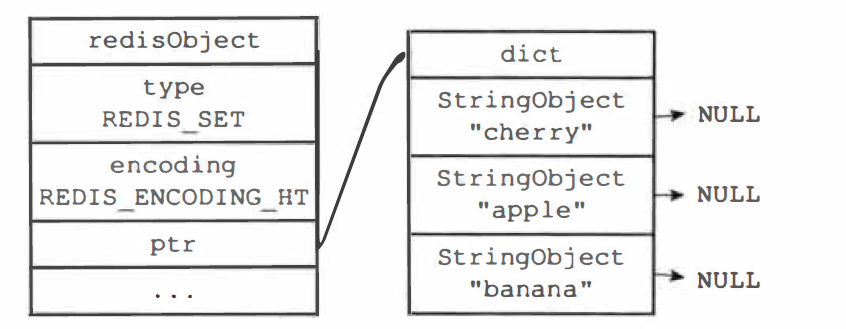 redisObject
type
REDIS_SET
encoding
REDIS_ENCODING_HT
ptr
...
dict
StringObject
"cherry"
NULL
StringObject
"apple"
NULL
StringObject
"banana"
NULL